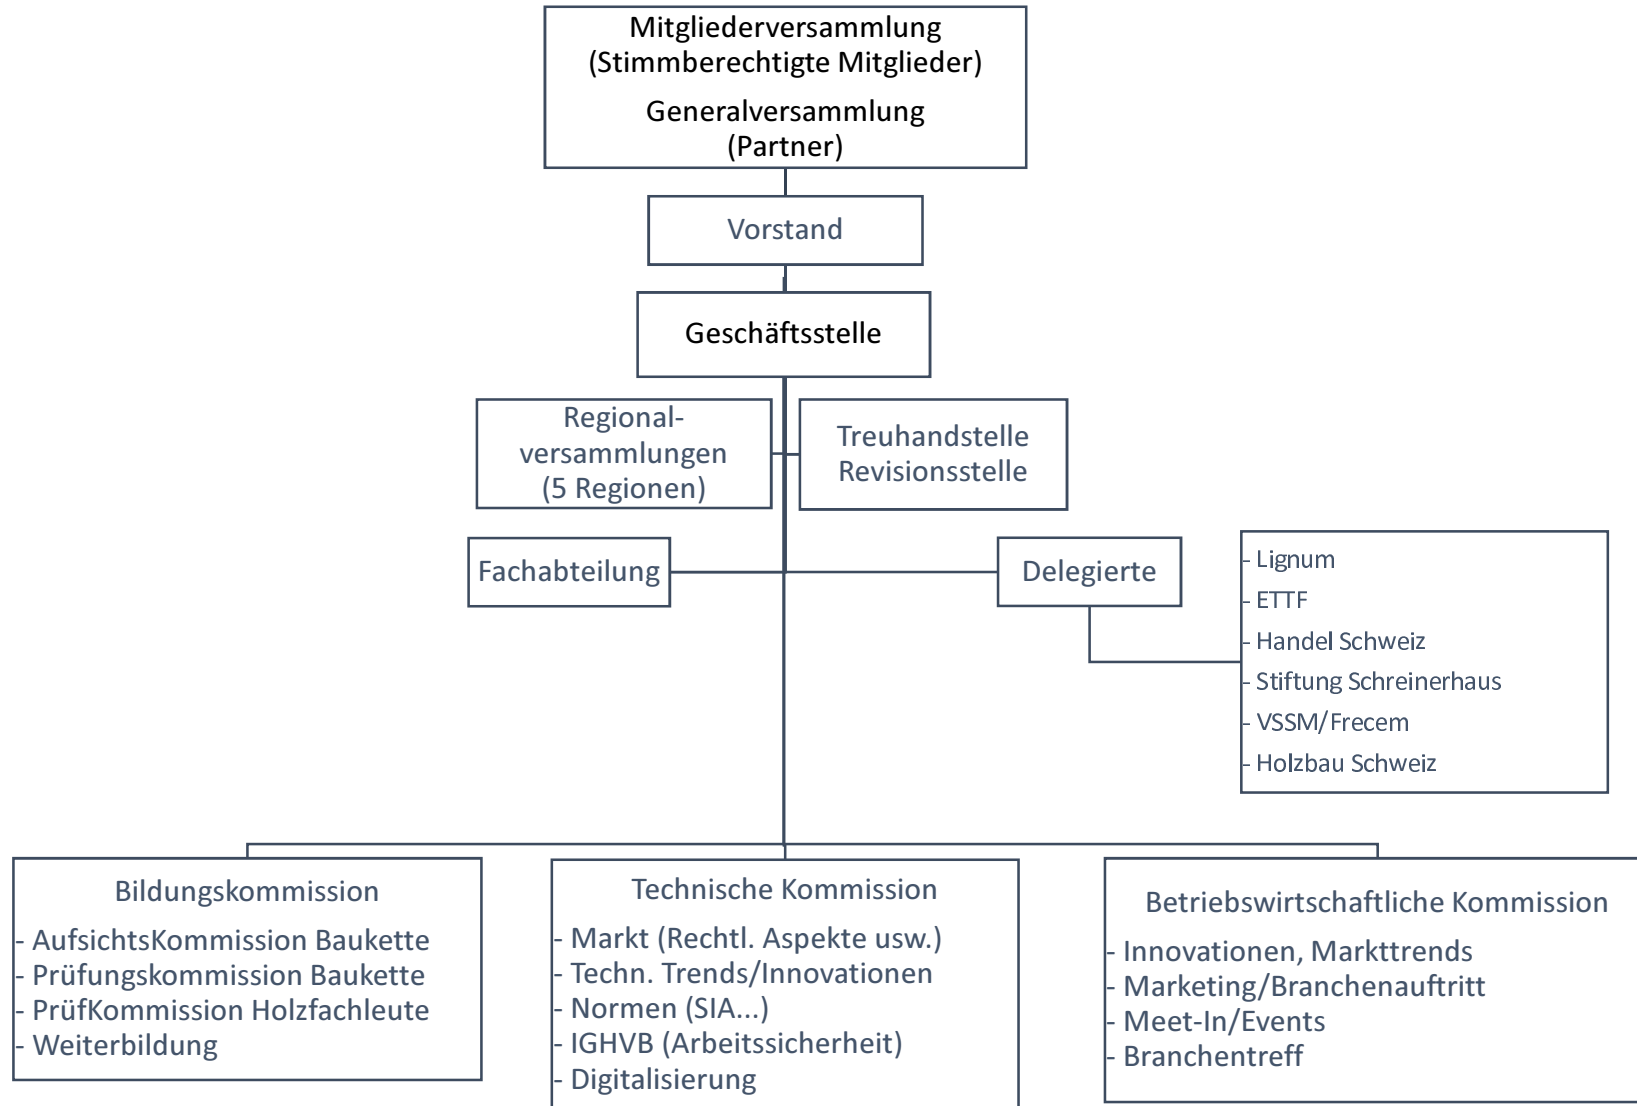 Mitgliederversammlung
(Stimmberechtigte Mitglieder)
Generalversammlung
(Partner)
Vorstand
Geschäftsstelle
Regional-
versammlungen
(5 Regionen)
Treuhandstelle
Revisionsstelle
Fachabteilung
Delegierte
- Lignum
- ETTF
- Handel Schweiz
- Stiftung Schreinerhaus
- VSSM/Frecem
- Holzbau Schweiz
Bildungskommission
- AufsichtsKommission Baukette
- Prüfungskommission Baukette
- PrüfKommission Holzfachleute
- Weiterbildung
Technische Kommission
- Markt (Rechtl. Aspekte usw.)
- Techn. Trends/Innovationen
- Normen (SIA...)
- IGHVB (Arbeitssicherheit)
- Digitalisierung
Betriebswirtschaftliche Kommission
- Innovationen, Markttrends
- Marketing/Branchenauftritt
- Meet-In/Events
- Branchentreff